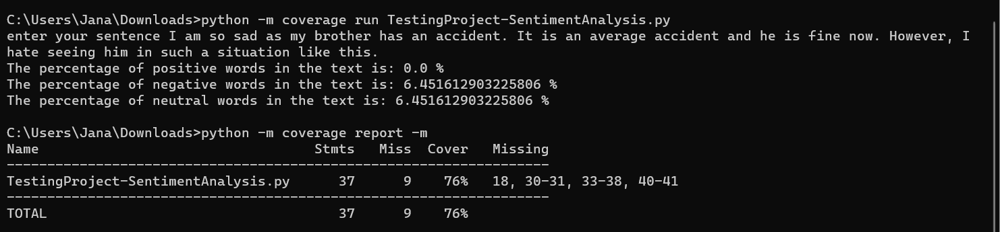 C:\Users\Jana\Downloads>python -m coverage run TestingProject-SentimentAnalysis.py
enter your sentence I am so sad as my brother has an accident. It is an average accident and he is fine now. However, I
hate seeing him in such a situation like this.
The percentage of positive words in the text is: 0.0 %
The percentage of negative words in the text is: 6.451612903225806 %
The percentage of neutral words in the text is: 6.451612903225806 %
C:\Users\Jana\Downloads>python -m coverage report -m
Name Stmts Miss Cover Missing
--------------------------------------------------------------------
TestingProject-SentimentAnalysis.py 37 9 76% 18, 30-31, 33-38, 40-41
--------------------------------------------------------------------
TOTAL 37 9 76%